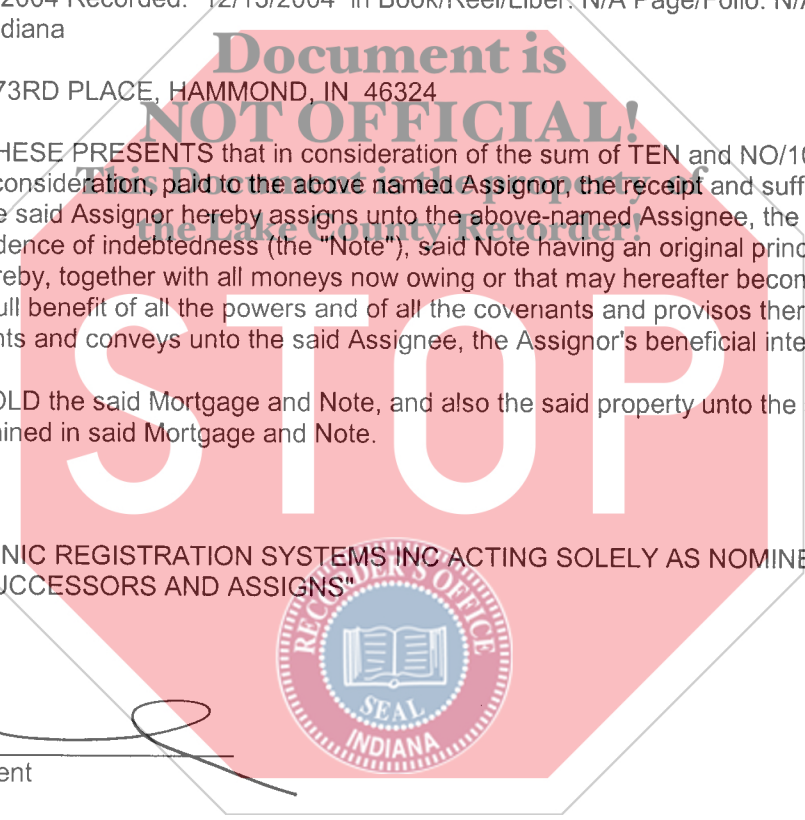 2004 Recorded: "12/15/2004" in Book/Reel/Liber: N/A Page/Folio: N/A
diana
Document is
73RD PLACE, HAMMOND, IN 46324
NOT OFFICIAL!
HESE PRESENTS that in consideration of the sum of TEN and NO/10
This Document is the property of
consideration, paid to the above named Assignor, the receipt and suff
e said Assignor hereby assigns unto the above-named Assignee, the
the Lake County Recorder!
dence of indebtedness (the "Note"), said Note having an original princ
reby, together with all moneys now owing or that may hereafter becom
ull benefit of all the powers and of all the covenants and provisos ther
nts and conveys unto the said Assignee, the Assignor's beneficial inte
STOP
OLD the said Mortgage and Note, and also the said property unto the
ined in said Mortgage and Note.
NIC REGISTRATION SYSTEMS INC ACTING SOLELY AS NOMINE
UCCESSORS AND ASSIGNS"
RECORDER'S OFFICE
SEAL
INDIANA
ent